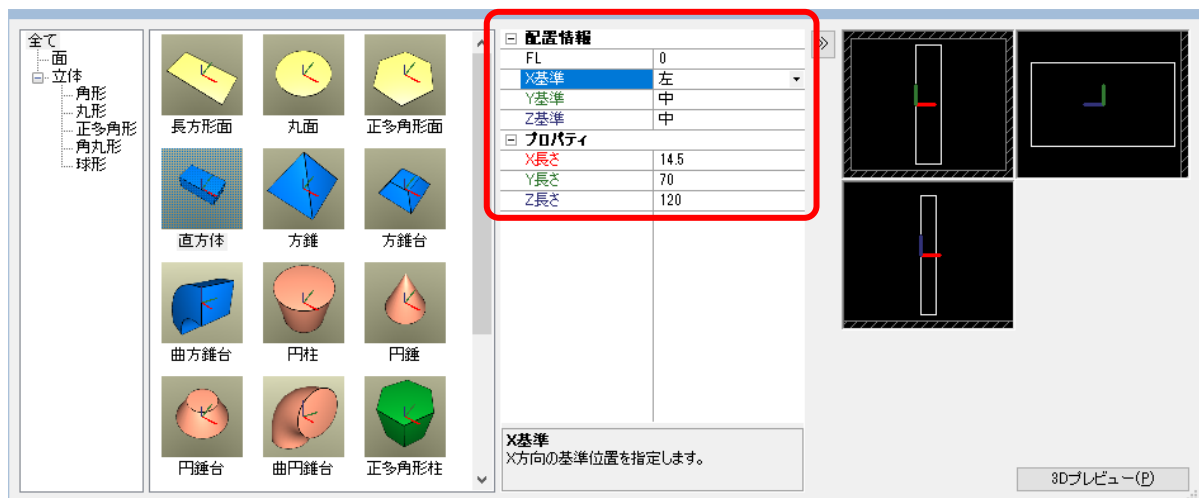 全て
面
立体
角形
丸形
正多角形
角丸形
球形
長方形面 丸面 正多角形面
直方体 方錐 方錐台
曲方錐台 円柱 円錘
円錘台 曲円錐台 正多角形柱
配置情報
FL 0
X基準 左
Y基準 中
Z基準 中
プロパティ
X長さ 14.5
Y長さ 70
Z長さ 120
X基準
X方向の基準位置を指定します。
3Dプレビュー(P)